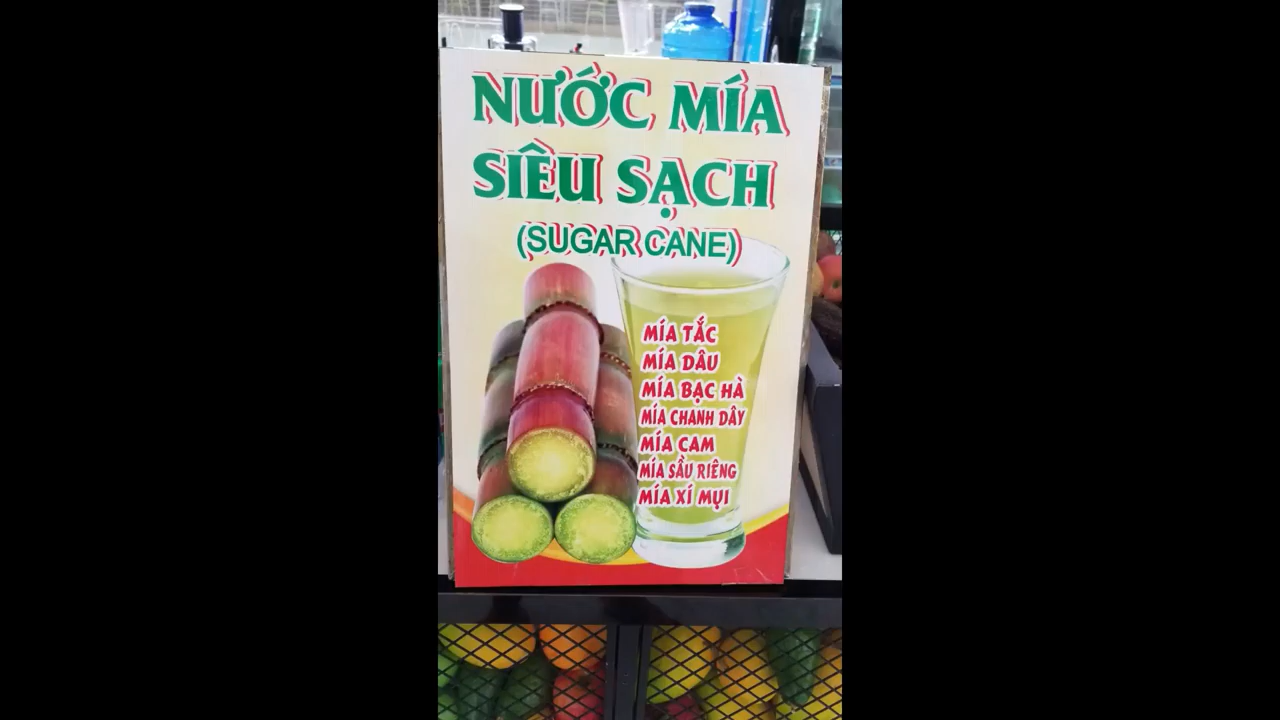 NƯỚC MÍA
SIÊU SẠCH
(SUGAR CANE)
MÍA TẮC
MÍA DÂU
MÍA BẠC HÀ
MÍA CHANH DÂY
MÍA CAM
MÍA SẦU RIÊNG
MÍA XÍ MỤI